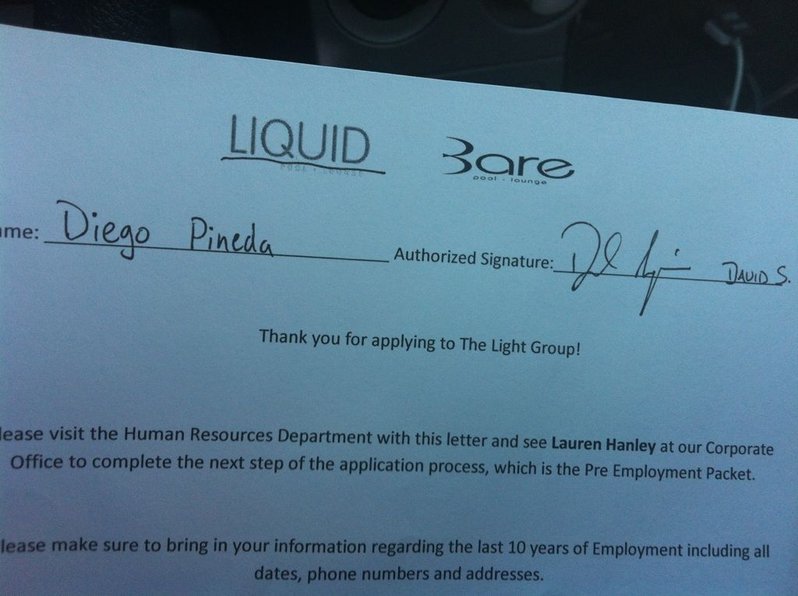 LIQUID
POOL • LOUNGE
Bare
pool · lounge
ame: Diego Pineda
Authorized Signature: DAVID S.
Thank you for applying to The Light Group!
lease visit the Human Resources Department with this letter and see Lauren Hanley at our Corporate
Office to complete the next step of the application process, which is the Pre Employment Packet.
lease make sure to bring in your information regarding the last 10 years of Employment including all
dates, phone numbers and addresses.